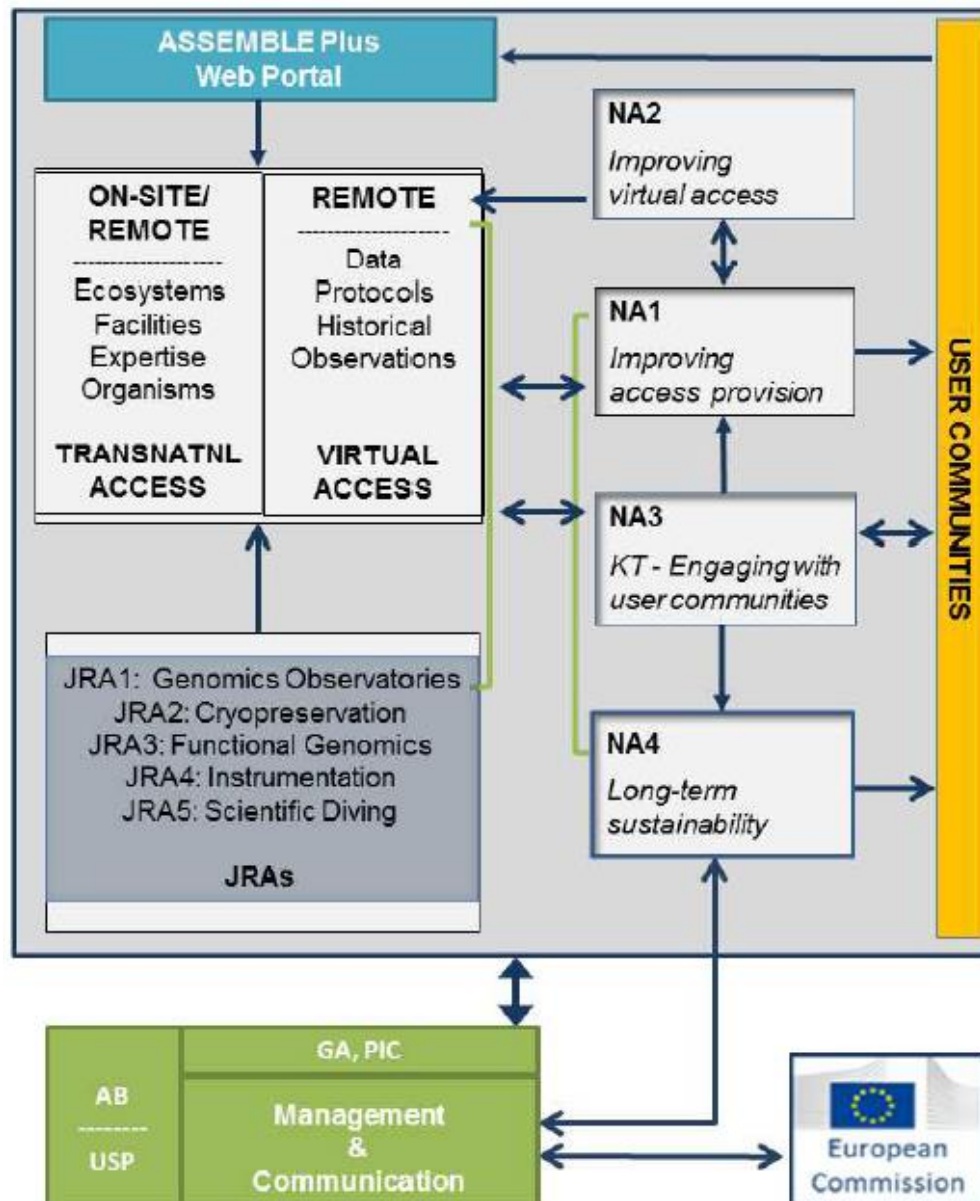 ASSEMBLE Plus
Web Portal
ON-SITE/
REMOTE
--------------------
Ecosystems
Facilities
Expertise
Organisms
TRANSNATNL
ACCESS
REMOTE
--------------------
Data
Protocols
Historical
Observations
VIRTUAL
ACCESS
NA2
Improving
virtual access
NA1
Improving
access provision
NA3
KT - Engaging with
user communities
NA4
Long-term
sustainability
USER COMMUNITIES
JRA1: Genomics Observatories
JRA2: Cryopreservation
JRA3: Functional Genomics
JRA4: Instrumentation
JRA5: Scientific Diving
JRAs
AB
--------
USP
GA, PIC
Management
&
Communication
European
Commission